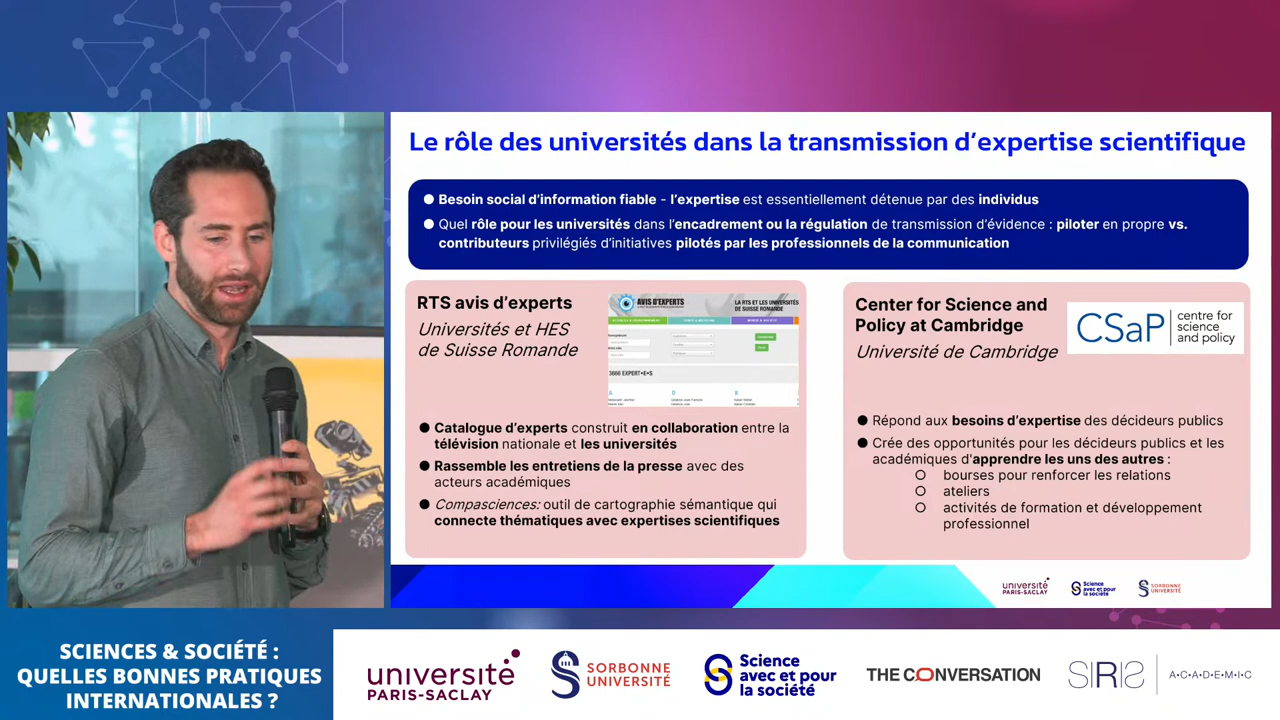 Le rôle des universités dans la transmission d’expertise scientifique
● Besoin social d’information fiable - l’expertise est essentiellement détenue par des individus
● Quel rôle pour les universités dans l’encadrement ou la régulation de transmission d’évidence : piloter en propre vs.
contributeurs privilégiés d’initiatives pilotés par les professionnels de la communication
RTS avis d’experts
Universités et HES
de Suisse Romande
AVIS D'EXPERTS
LA RTS ET LES UNIVERSITÉS
DE SUISSE ROMANDE
3666 EXPERT•E•S
A D K
● Catalogue d’experts construit en collaboration entre la
télévision nationale et les universités
● Rassemble les entretiens de la presse avec des
acteurs académiques
● Compasciences: outil de cartographie sémantique qui
connecte thématiques avec expertises scientifiques
Center for Science and
Policy at Cambridge
Université de Cambridge
CSaP
centre for
science
and policy
● Répond aux besoins d’expertise des décideurs publics
● Crée des opportunités pour les décideurs publics et les
académiques d'apprendre les uns des autres :
○ bourses pour renforcer les relations
○ ateliers
○ activités de formation et développement
professionnel
université
PARIS-SACLAY
Science
avec et pour
la société
SORBONNE
UNIVERSITÉ
SCIENCES & SOCIÉTÉ :
QUELLES BONNES PRATIQUES
INTERNATIONALES ?
université
PARIS-SACLAY
SORBONNE
UNIVERSITÉ
Science
avec et pour
la société
THE CONVERSATION
SIRIS
A•C•A•D•E•M•I•C